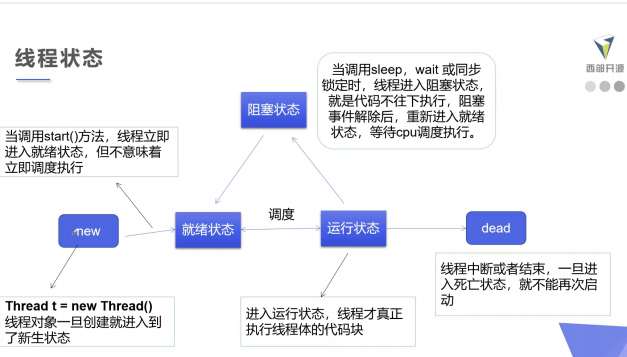 线程状态
西部开源
当调用sleep，wait 或同步
锁定时，线程进入阻塞状态，
就是代码不往下执行，阻塞
事件解除后，重新进入就绪
状态，等待cpu调度执行。
阻塞状态
当调用start()方法，线程立即
进入就绪状态，但不意味着
立即调度执行
new
就绪状态
调度
运行状态
dead
Thread t = new Thread()
线程对象一旦创建就进入到
了新生状态
进入运行状态，线程才真正
执行线程体的代码块
线程中断或者结束，一旦进
入死亡状态，就不能再次启
动